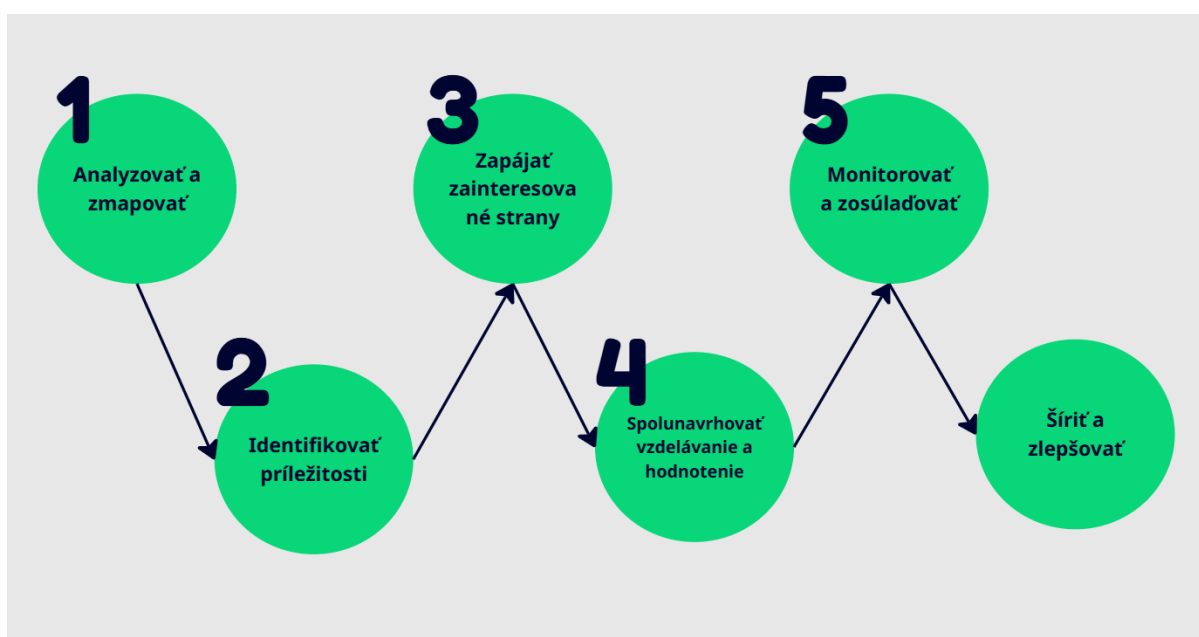 1
Analyzovať a
zmapovať
2
Identifikovať
príležitosti
3
Zapájať
zainteresova
né strany
4
Spolunavrhovať
vzdelávanie a
hodnotenie
5
Monitorovať
a zosúlaďovať
Šíriť a
zlepšovať